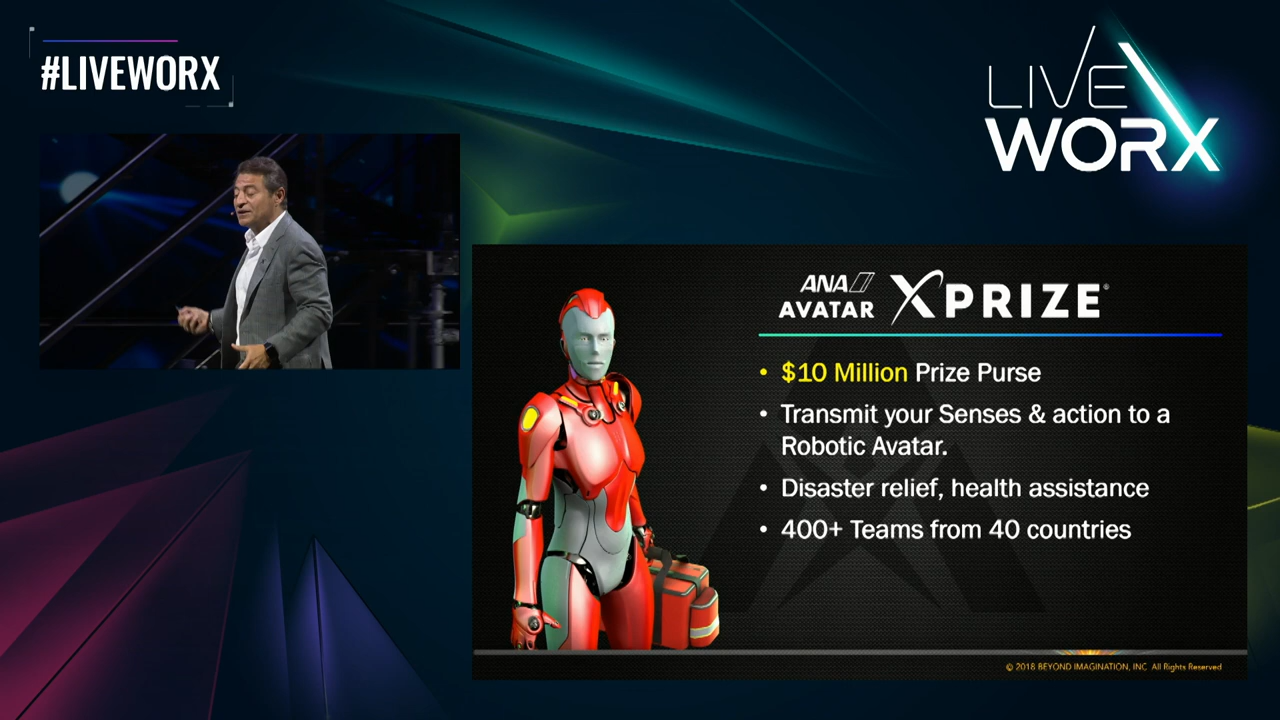 #LIVEWORX
LIVE
WORX
ANA
AVATAR XPRIZE®
• $10 Million Prize Purse
• Transmit your Senses & action to a
Robotic Avatar.
• Disaster relief, health assistance
• 400+ Teams from 40 countries
© 2018 BEYOND IMAGINATION, INC All Rights Reserved